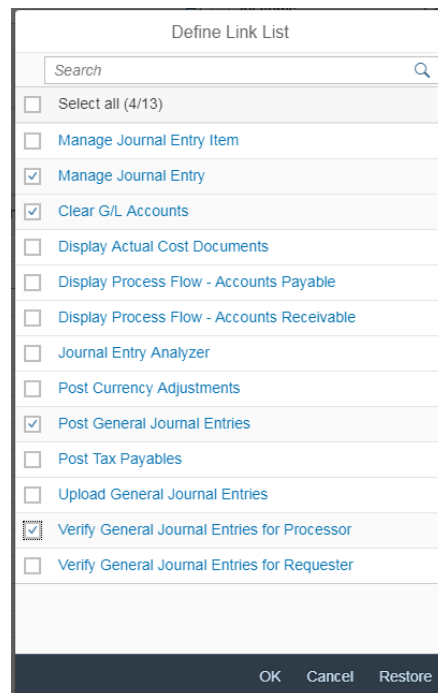 Define Link List
Search
Select all (4/13)
Manage Journal Entry Item
Manage Journal Entry
Clear G/L Accounts
Display Actual Cost Documents
Display Process Flow - Accounts Payable
Display Process Flow - Accounts Receivable
Journal Entry Analyzer
Post Currency Adjustments
Post General Journal Entries
Post Tax Payables
Upload General Journal Entries
Verify General Journal Entries for Processor
Verify General Journal Entries for Requester
OK Cancel Restore